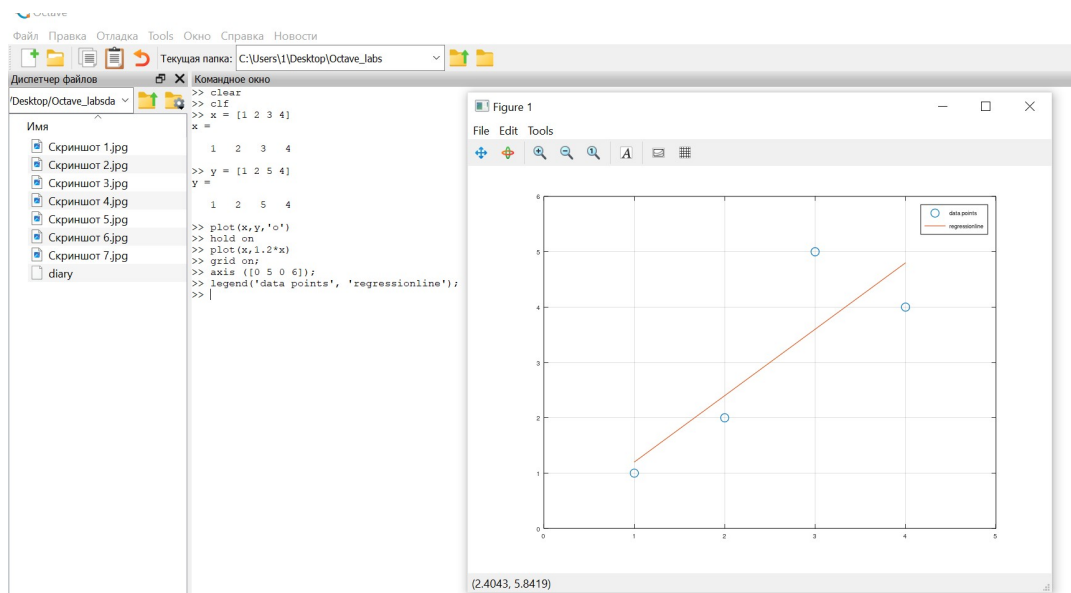 Octave
Файл Правка Отладка Tools Окно Справка Новости
Текущая папка: C:\Users\1\Desktop\Octave_labs
Диспетчер файлов
/Desktop/Octave_labsda
Имя
Скриншот 1.jpg
Скриншот 2.jpg
Скриншот 3.jpg
Скриншот 4.jpg
Скриншот 5.jpg
Скриншот 6.jpg
Скриншот 7.jpg
diary
Командное окно
>> clear
>> clf
>> x = [1 2 3 4]
x =
1 2 3 4
>> y = [1 2 5 4]
y =
1 2 5 4
>> plot(x,y,'o')
>> hold on
>> plot(x,1.2*x)
>> grid on;
>> axis ([0 5 0 6]);
>> legend('data points', 'regressionline');
>>
Figure 1
File Edit Tools
A
data points
regressionline
6
5
4
3
2
1
0
0 1 2 3 4 5
(2.4043, 5.8419)